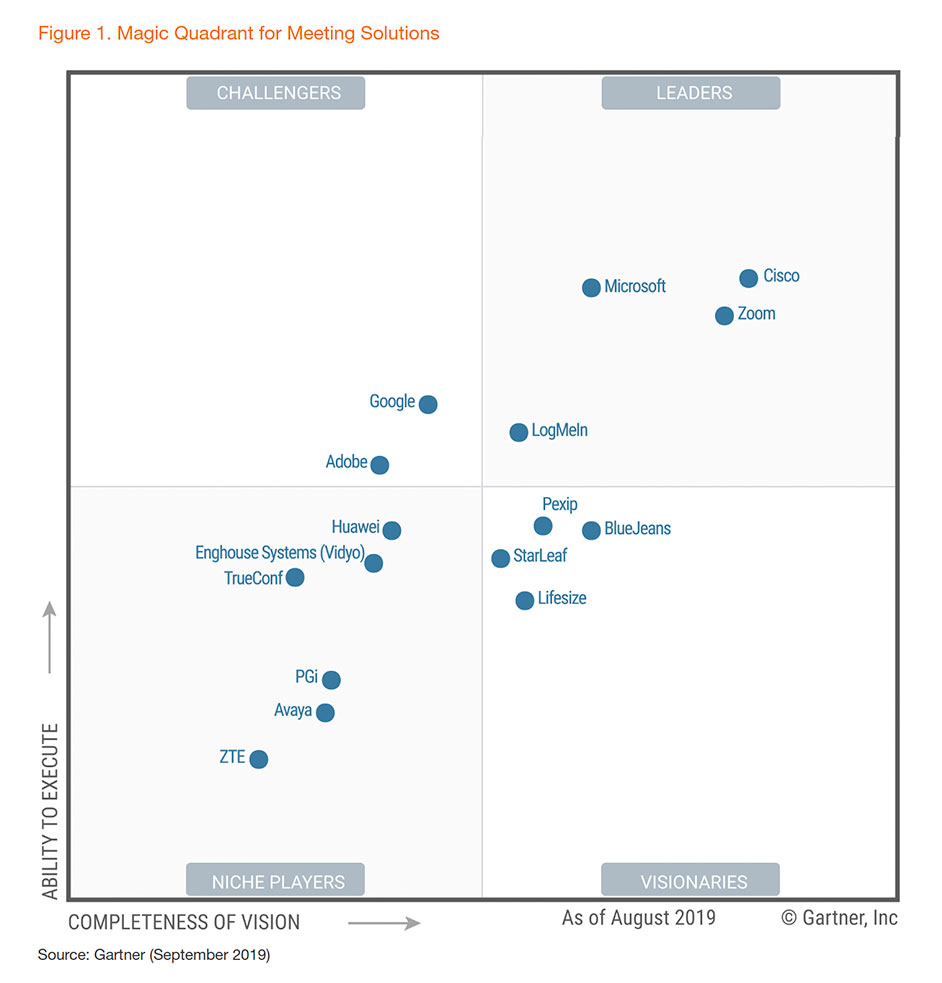 Figure 1. Magic Quadrant for Meeting Solutions
CHALLENGERS
LEADERS
Cisco
Microsoft
Zoom
Google
LogMeIn
Adobe
Pexip
Huawei
BlueJeans
Enghouse Systems (Vidyo)
StarLeaf
TrueConf
Lifesize
PGi
Avaya
ZTE
ABILITY TO EXECUTE
NICHE PLAYERS
VISIONARIES
COMPLETENESS OF VISION
As of August 2019
© Gartner, Inc
Source: Gartner (September 2019)